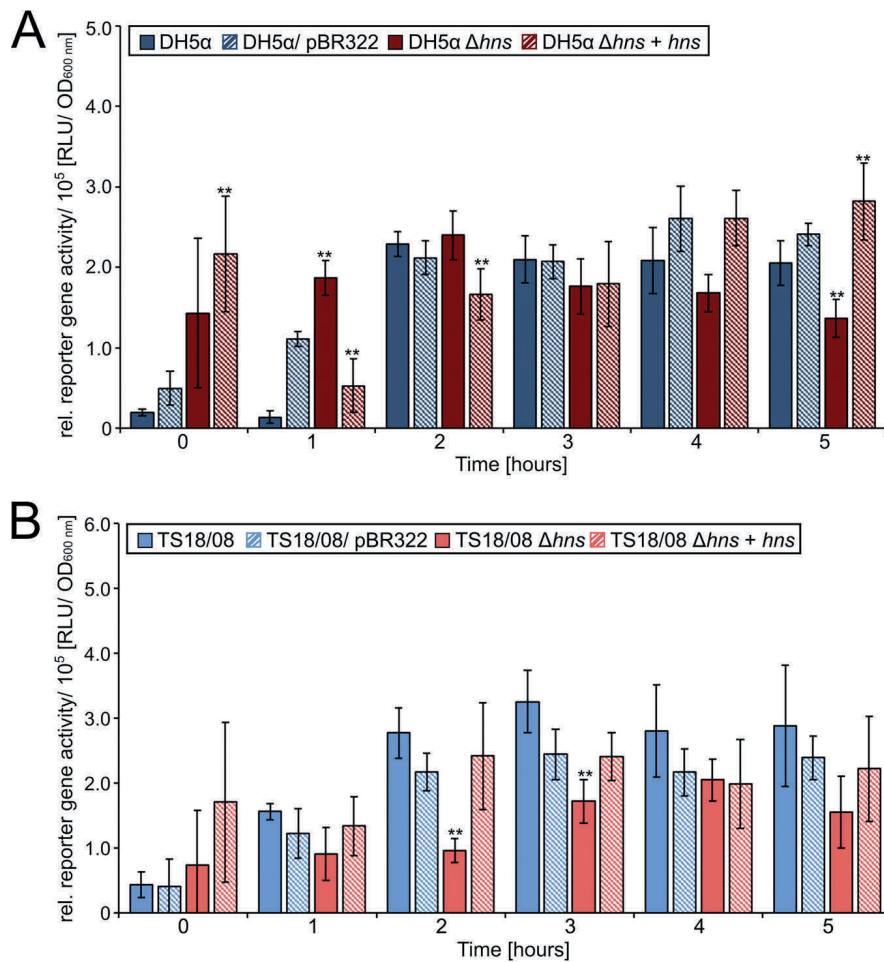 A
DH5α DH5α/ pBR322 DH5α Δhns DH5α Δhns + hns
rel. reporter gene activity/ 10⁵ [RLU/ OD₆₀₀ ₙₘ]
5.0
4.0
3.0
2.0
1.0
0
** ** ** ** ** **
0 1 2 3 4 5
Time [hours]
B
TS18/08 TS18/08/ pBR322 TS18/08 Δhns TS18/08 Δhns + hns
rel. reporter gene activity/ 10⁵ [RLU/ OD₆₀₀ ₙₘ]
6.0
5.0
4.0
3.0
2.0
1.0
0
** **
0 1 2 3 4 5
Time [hours]